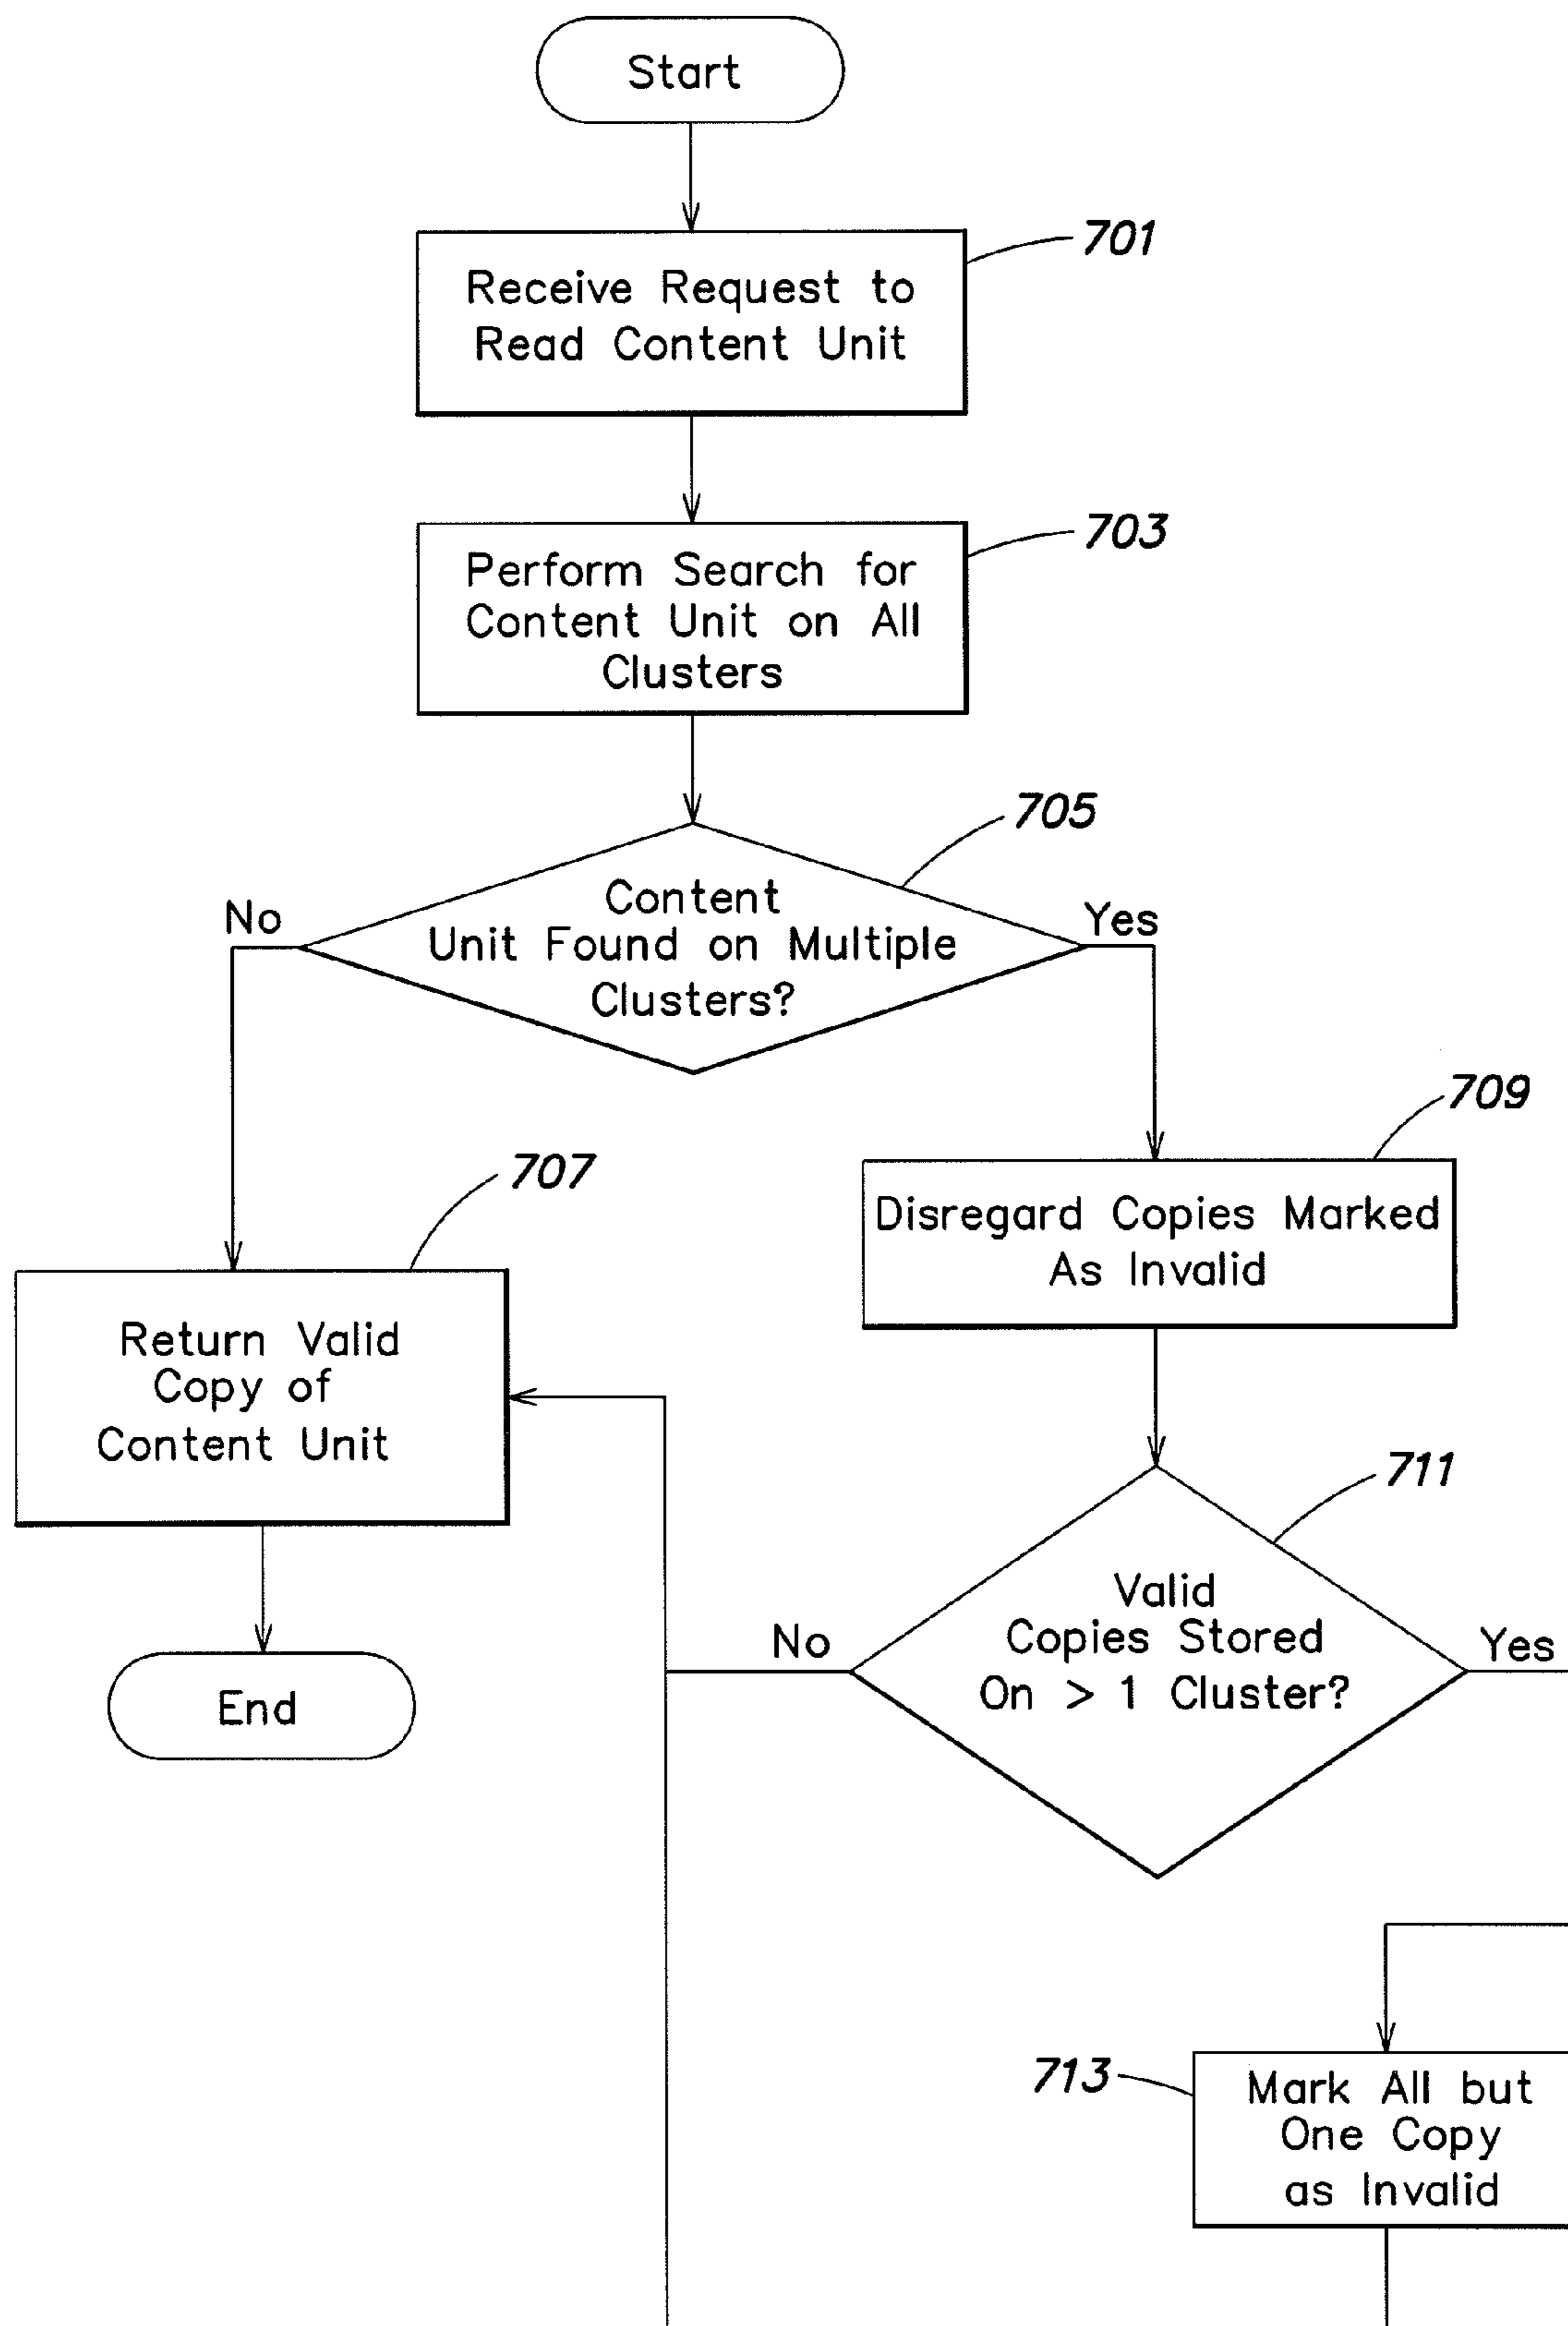 Start
701
Receive Request to
Read Content Unit
703
Perform Search for
Content Unit on All
Clusters
705
No
Content
Unit Found on Multiple
Clusters?
Yes
709
707
Disregard Copies Marked
As Invalid
Return Valid
Copy of
Content Unit
711
No
Valid
Copies Stored
On > 1 Cluster?
Yes
End
713
Mark All but
One Copy
as Invalid